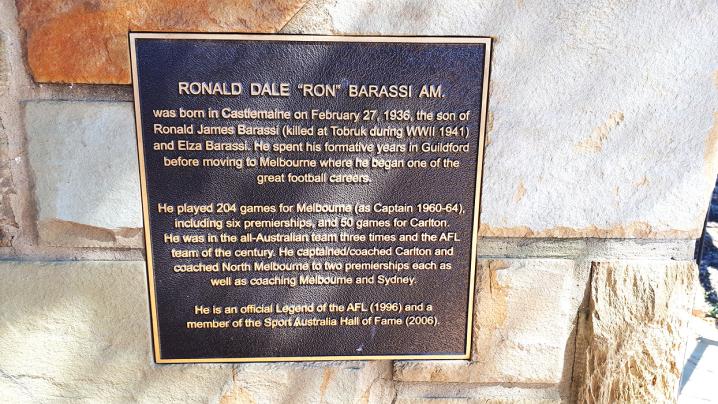 RONALD DALE "RON" BARASSI AM.
was born in Castlemaine on February 27, 1936, the son of
Ronald James Barassi (killed at Tobruk during WWII 1941)
and Elza Barassi. He spent his formative years in Guildford
before moving to Melbourne where he began one of the
great football careers.
He played 204 games for Melbourne (as Captain 1960-64),
including six premierships, and 50 games for Carlton.
He was in the all-Australian team three times and the AFL
team of the century. He captained/coached Carlton and
coached North Melbourne to two premierships each as
well as coaching Melbourne and Sydney.
He is an official Legend of the AFL (1996) and a
member of the Sport Australia Hall of Fame (2006).